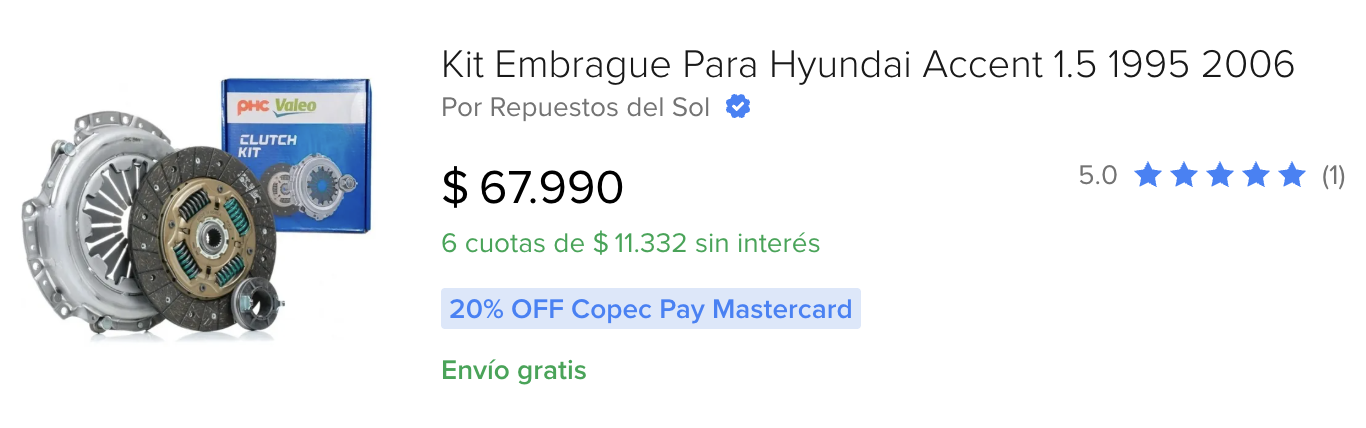 PHC Valeo
CLUTCH
KIT
Kit Embrague Para Hyundai Accent 1.5 1995 2006
Por Repuestos del Sol
$ 67.990
5.0 (1)
6 cuotas de $ 11.332 sin interés
20% OFF Copec Pay Mastercard
Envío gratis